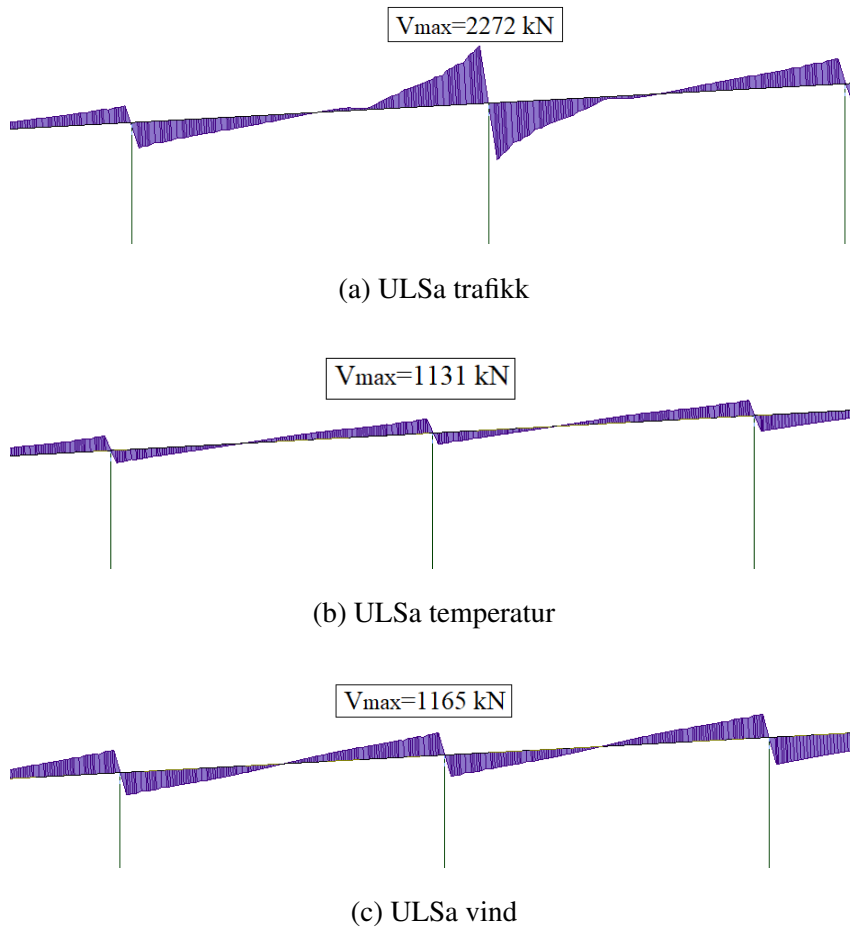 Vmax=2272 kN
(a) ULSa trafikk
Vmax=1131 kN
(b) ULSa temperatur
Vmax=1165 kN
(c) ULSa vind